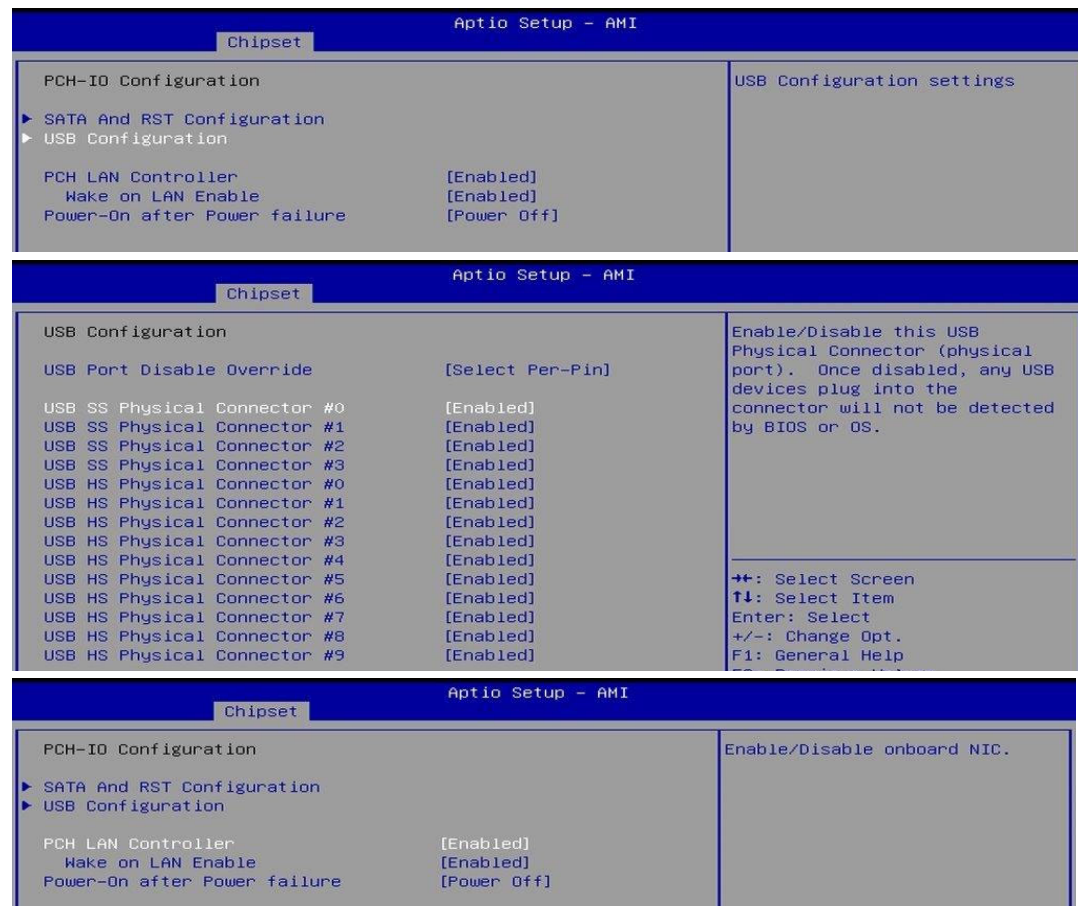 Aptio Setup - AMI
Chipset
PCH-IO Configuration
USB Configuration settings
SATA And RST Configuration
USB Configuration
PCH LAN Controller [Enabled]
Wake on LAN Enable [Enabled]
Power-On after Power failure [Power Off]
Aptio Setup - AMI
Chipset
USB Configuration
USB Port Disable Override [Select Per-Pin]
USB SS Physical Connector #0 [Enabled]
USB SS Physical Connector #1 [Enabled]
USB SS Physical Connector #2 [Enabled]
USB SS Physical Connector #3 [Enabled]
USB HS Physical Connector #0 [Enabled]
USB HS Physical Connector #1 [Enabled]
USB HS Physical Connector #2 [Enabled]
USB HS Physical Connector #3 [Enabled]
USB HS Physical Connector #4 [Enabled]
USB HS Physical Connector #5 [Enabled]
USB HS Physical Connector #6 [Enabled]
USB HS Physical Connector #7 [Enabled]
USB HS Physical Connector #8 [Enabled]
USB HS Physical Connector #9 [Enabled]
Enable/Disable this USB
Physical Connector (physical
port). Once disabled, any USB
devices plug into the
connector will not be detected
by BIOS or OS.
→←: Select Screen
↑↓: Select Item
Enter: Select
+/-: Change Opt.
F1: General Help
Aptio Setup - AMI
Chipset
PCH-IO Configuration
Enable/Disable onboard NIC.
SATA And RST Configuration
USB Configuration
PCH LAN Controller [Enabled]
Wake on LAN Enable [Enabled]
Power-On after Power failure [Power Off]